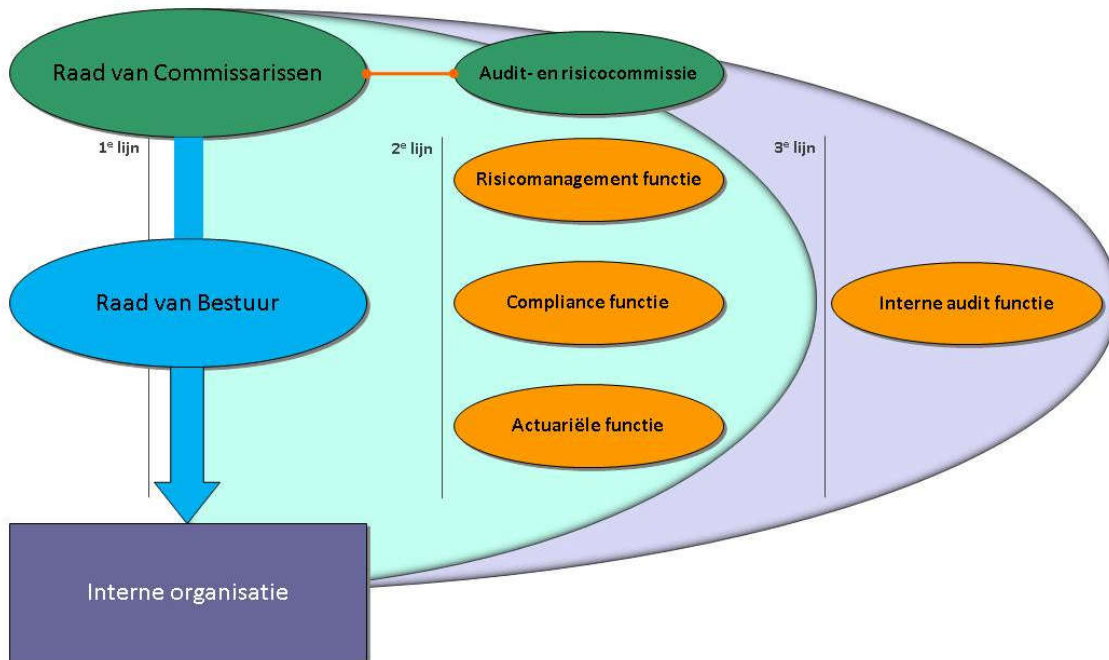 Raad van Commissarissen
Audit- en risicocommissie
1e lijn
2e lijn
3e lijn
Risicomanagement functie
Raad van Bestuur
Compliance functie
Interne audit functie
Actuariële functie
Interne organisatie